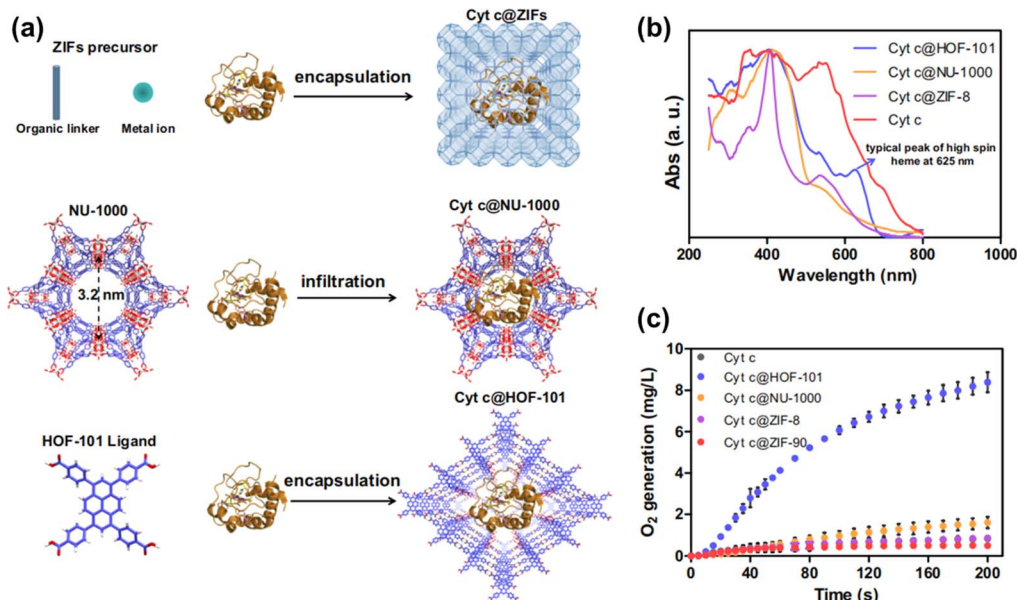 (a)
ZIFs precursor
Organic linker
Metal ion
encapsulation
Cyt c@ZIFs
NU-1000
3.2 nm
infiltration
Cyt c@NU-1000
HOF-101 Ligand
encapsulation
Cyt c@HOF-101
(b)
Abs (a. u.)
Cyt c@HOF-101
Cyt c@NU-1000
Cyt c@ZIF-8
Cyt c
typical peak of high spin
heme at 625 nm
200 400 600 800 1000
Wavelength (nm)
(c)
O2 generation (mg/L)
10
8
6
4
2
0
Cyt c
Cyt c@HOF-101
Cyt c@NU-1000
Cyt c@ZIF-8
Cyt c@ZIF-90
0 40 80 120 160 200
Time (s)